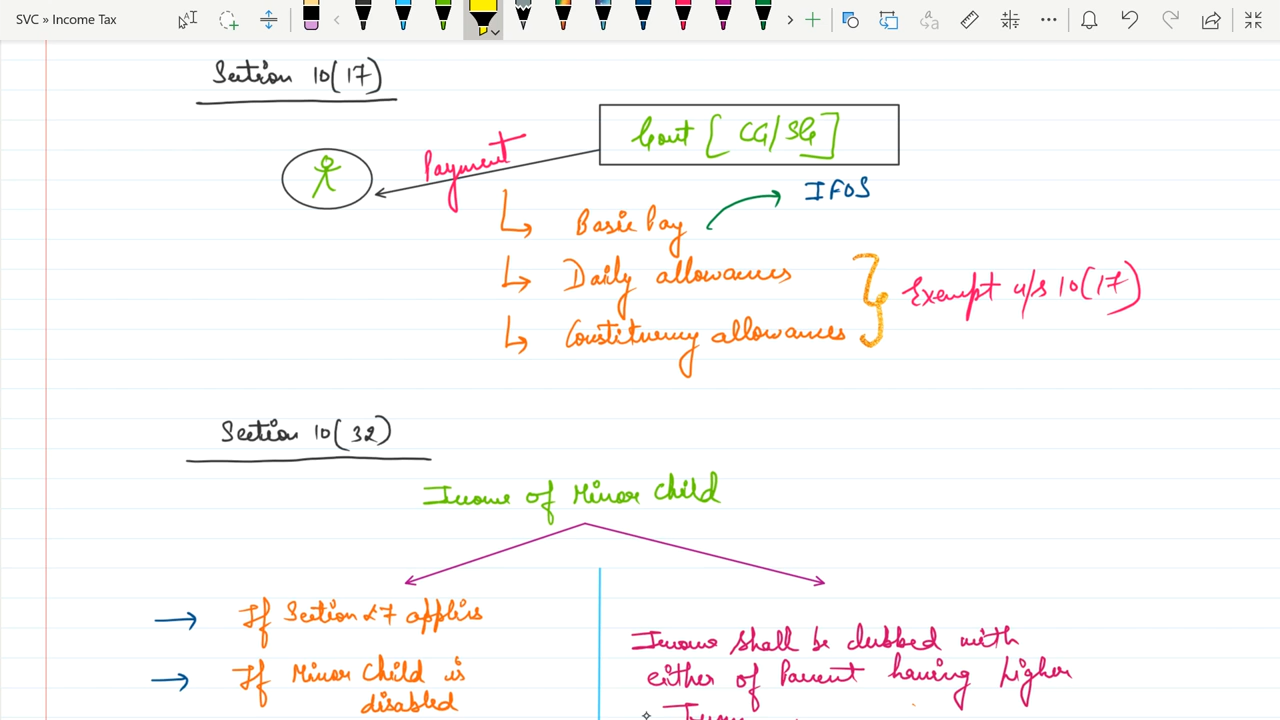 SVC » Income Tax
Section 10(17)
Govt [ CG/SG ]
Payment
IFOS
Basic Pay
Daily allowances
Exempt u/s 10(17)
Constituency allowances
Section 10(32)
Income of Minor Child
If Section 27 applies
Income shall be clubbed with
either of Parent having higher
If Minor Child is
disabled